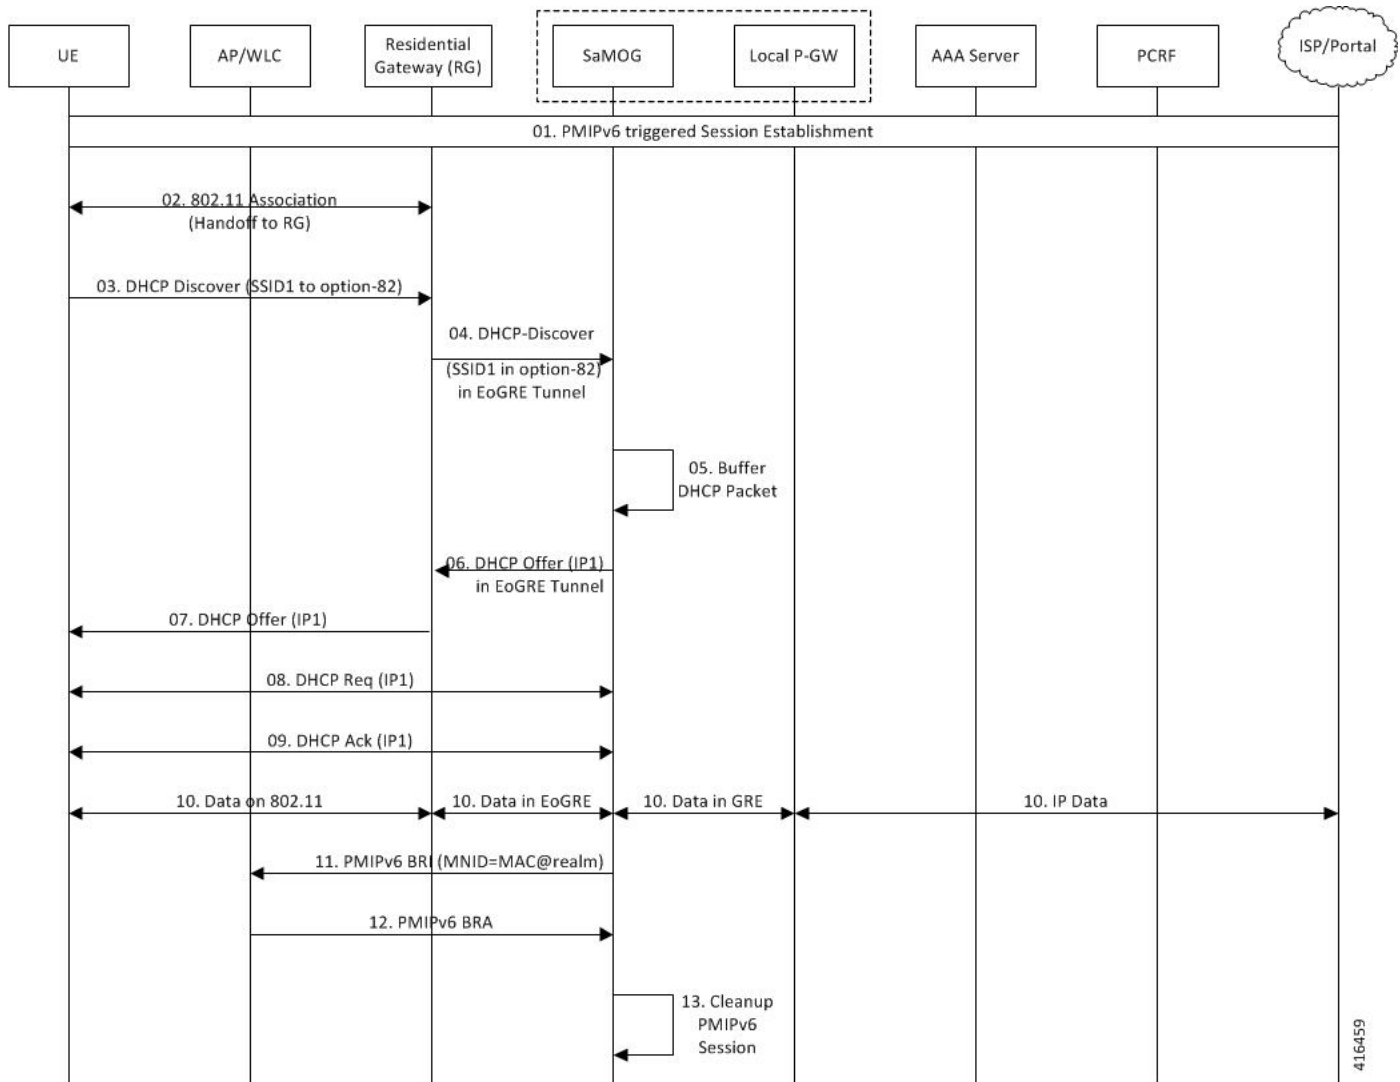 UE
AP/WLC
Residential
Gateway (RG)
SaMOG
Local P-GW
AAA Server
PCRF
ISP/Portal
01. PMIPv6 triggered Session Establishment
02. 802.11 Association
(Handoff to RG)
03. DHCP Discover (SSID1 to option-82)
04. DHCP-Discover
(SSID1 in option-82)
in EoGRE Tunnel
05. Buffer
DHCP Packet
06. DHCP Offer (IP1)
in EoGRE Tunnel
07. DHCP Offer (IP1)
08. DHCP Req (IP1)
09. DHCP Ack (IP1)
10. Data on 802.11
10. Data in EoGRE
10. Data in GRE
10. IP Data
11. PMIPv6 BRI (MNID=MAC@realm)
12. PMIPv6 BRA
13. Cleanup
PMIPv6
Session
416459